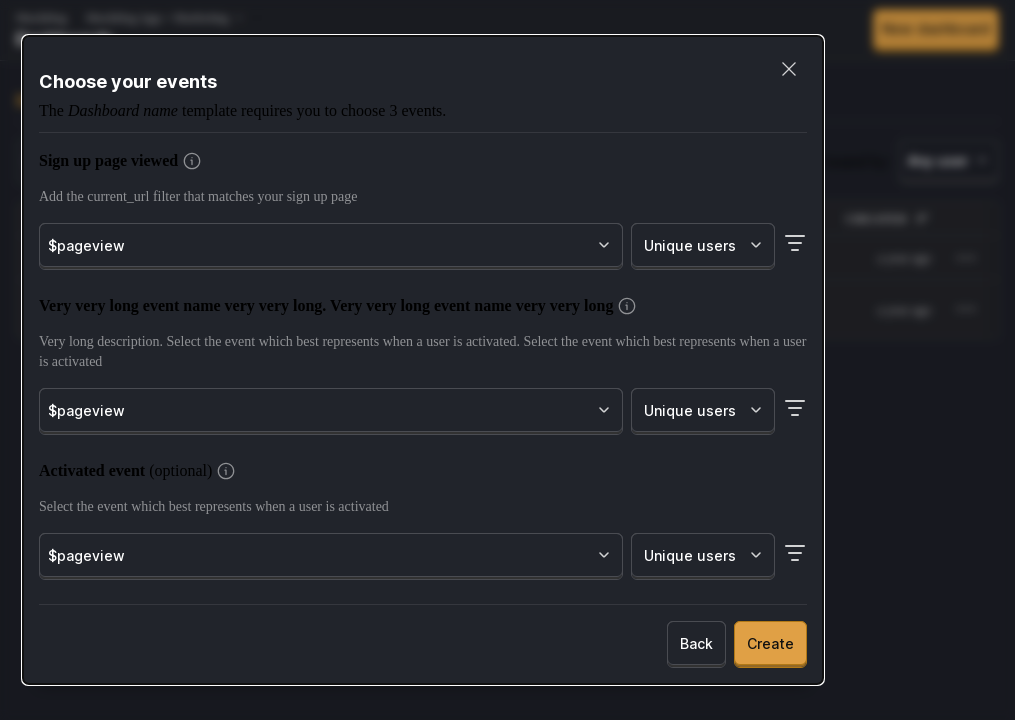 Choose your events
The Dashboard name template requires you to choose 3 events.
Sign up page viewed
Add the current_url filter that matches your sign up page
$pageview Unique users
Very very long event name very very long. Very very long event name very very long
Very long description. Select the event which best represents when a user is activated. Select the event which best represents when a user
is activated
$pageview Unique users
Activated event (optional)
Select the event which best represents when a user is activated
$pageview Unique users
Back Create